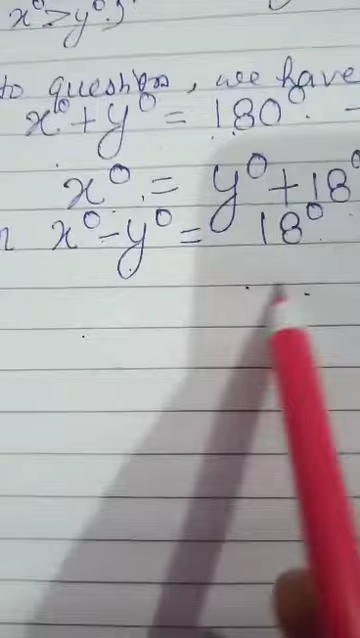 x° > y°.)
to question, we have
x° + y° = 180°. -
x° = y° + 18°
x° - y° = 18°